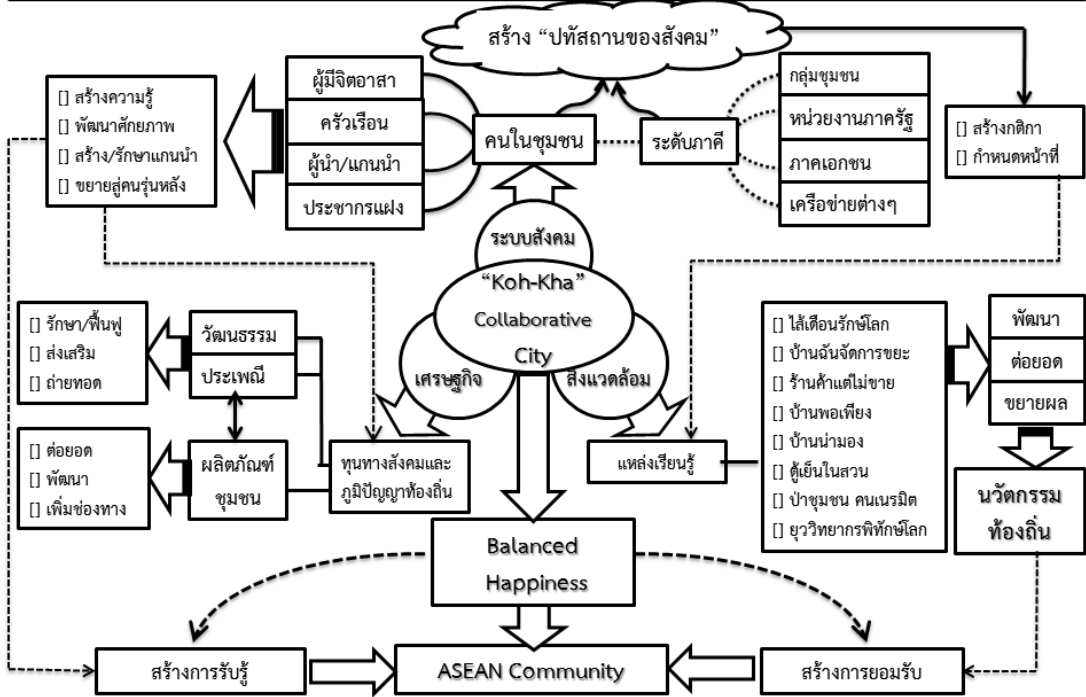 สร้าง “ปทัสถานของสังคม”
[] สร้างความรู้
[] พัฒนาศักยภาพ
[] สร้าง/รักษาแกนนำ
[] ขยายสู่คนรุ่นหลัง
ผู้มีจิตอาสา
ครัวเรือน
ผู้นำ/แกนนำ
ประชากรแฝง
คนในชุมชน
ระดับภาคี
กลุ่มชุมชน
หน่วยงานภาครัฐ
ภาคเอกชน
เครือข่ายต่างๆ
[] สร้างกติกา
[] กำหนดหน้าที่
ระบบสังคม
“Koh-Kha”
Collaborative
City
เศรษฐกิจ
สิ่งแวดล้อม
[] รักษา/ฟื้นฟู
[] ส่งเสริม
[] ถ่ายทอด
วัฒนธรรม
ประเพณี
[] ต่อยอด
[] พัฒนา
[] เพิ่มช่องทาง
ผลิตภัณฑ์
ชุมชน
ทุนทางสังคมและ
ภูมิปัญญาท้องถิ่น
แหล่งเรียนรู้
[] ไส้เดือนรักษ์โลก
[] บ้านฉันจัดการขยะ
[] ร้านค้าแต่ไม่ขาย
[] บ้านพอเพียง
[] บ้านน่ามอง
[] ตู้เย็นในสวน
[] ป่าชุมชน คนเนรมิต
[] ยุววิทยากรพิทักษ์โลก
พัฒนา
ต่อยอด
ขยายผล
นวัตกรรม
ท้องถิ่น
Balanced
Happiness
สร้างการรับรู้
ASEAN Community
สร้างการยอมรับ